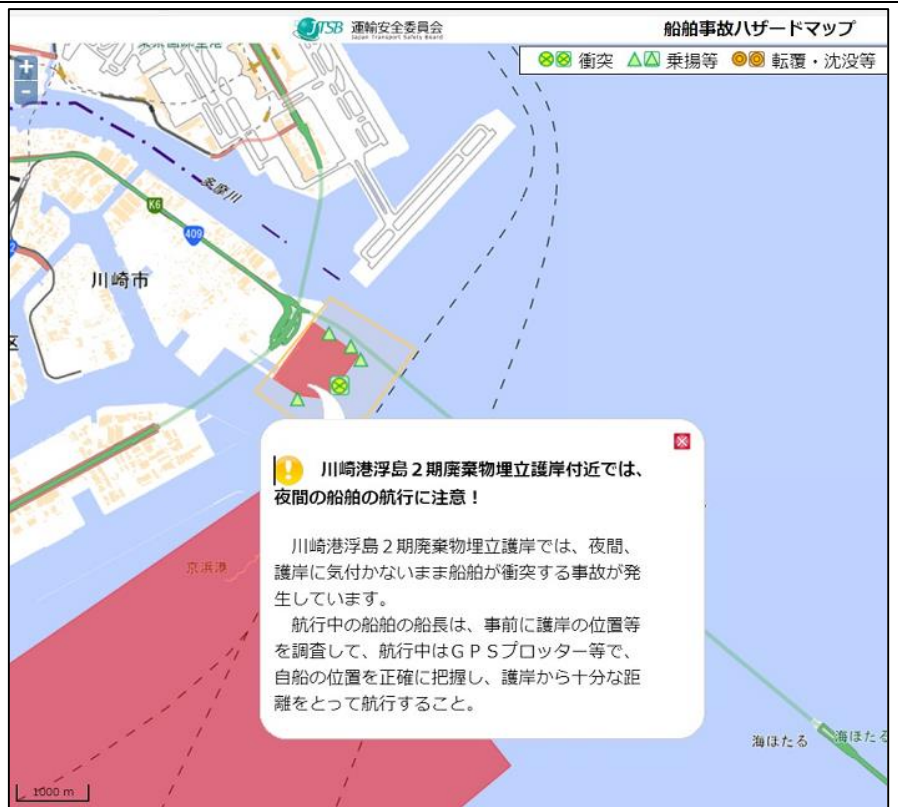 JTSB 運輸安全委員会
Japan Transport Safety Board
船舶事故ハザードマップ
衝突 乗揚等 転覆・沈没等
+
-
多摩川
K6
409
川崎市
区
京浜港
川崎港浮島２期廃棄物埋立護岸付近では、
夜間の船舶の航行に注意！
川崎港浮島２期廃棄物埋立護岸では、夜間、
護岸に気付かないまま船舶が衝突する事故が発
生しています。
航行中の船舶の船長は、事前に護岸の位置等
を調査して、航行中はＧＰＳプロッター等で、
自船の位置を正確に把握し、護岸から十分な距
離をとって航行すること。
海ほたる
海ほたる
1000 m